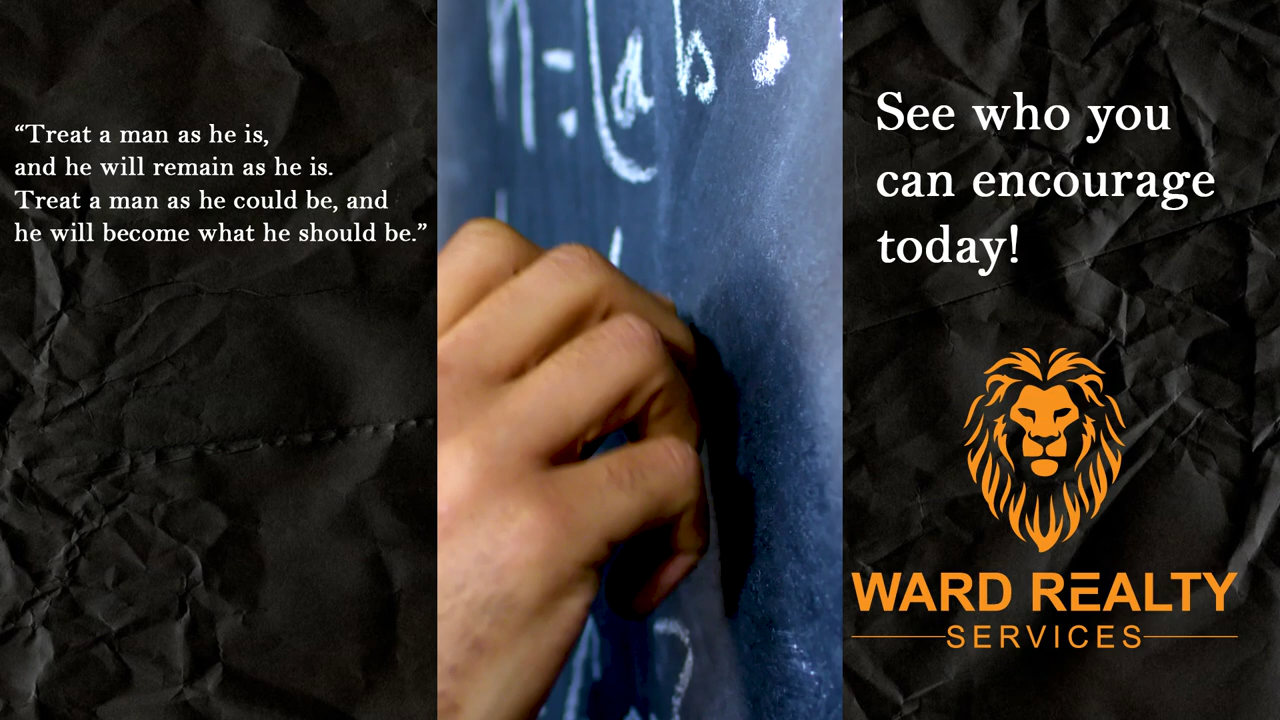 “Treat a man as he is,
and he will remain as he is.
Treat a man as he could be, and
he will become what he should be.”
See who you
can encourage
today!
WARD REALTY
SERVICES